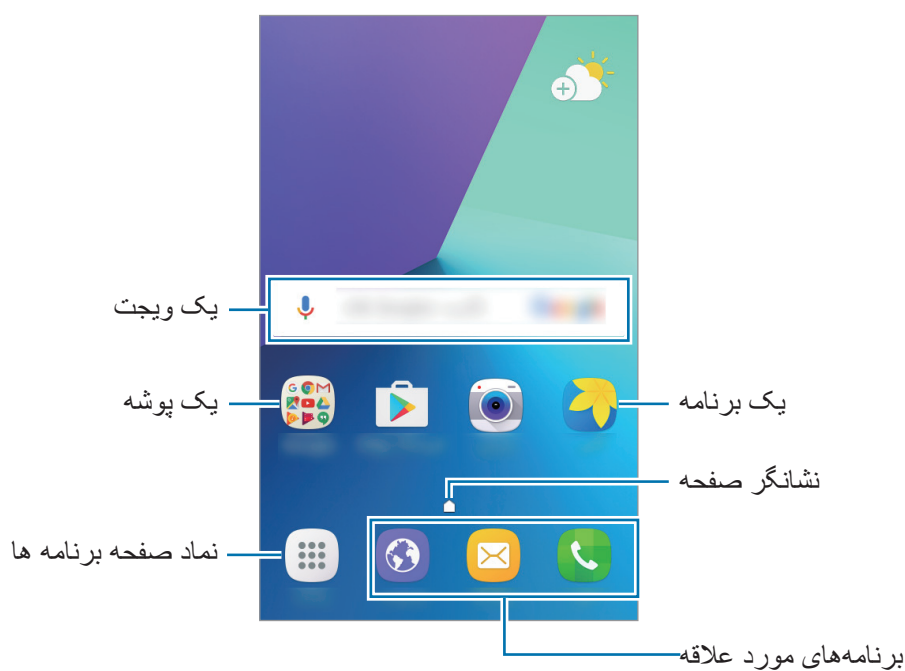 یک ویجت
یک پوشه
یک برنامه
نشانگر صفحه
نماد صفحه برنامه ها
برنامه‌های مورد علاقه